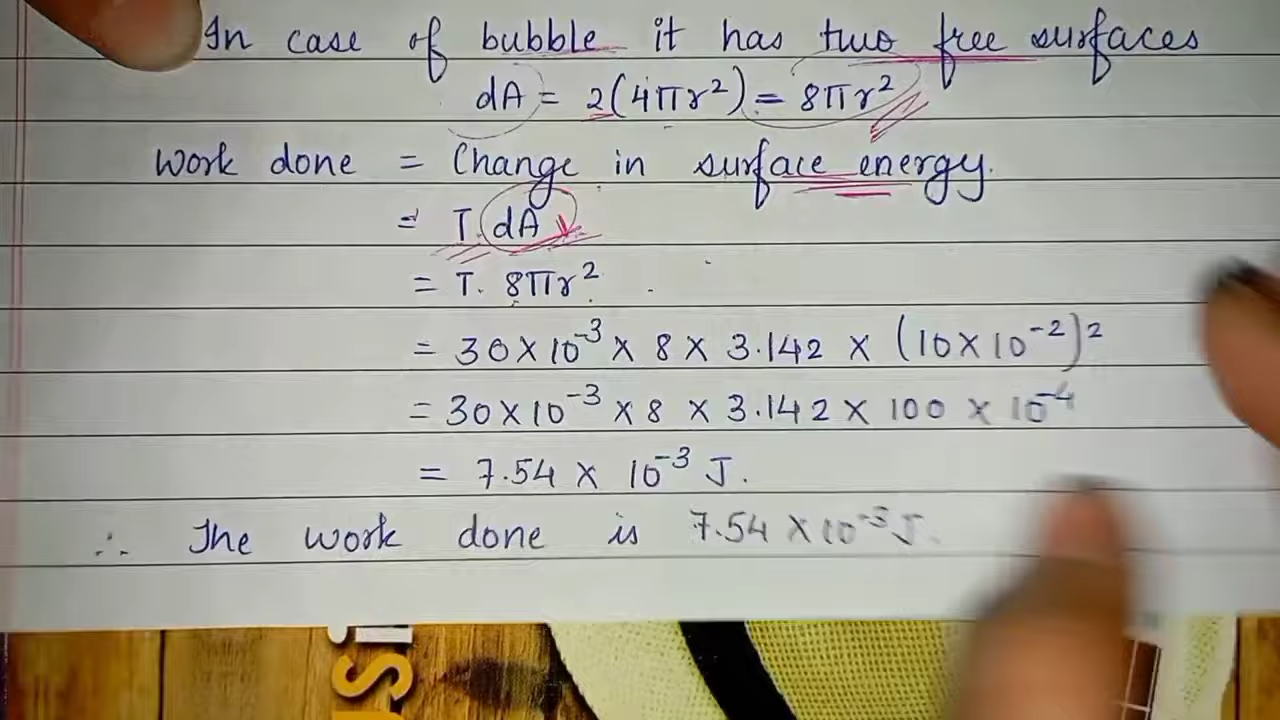 In case of bubble it has two free surfaces
dA = 2(4πr²) = 8πr²
Work done = Change in surface energy.
= T.dA
= T. 8πr².
= 30×10⁻³ × 8 × 3.142 × (10×10⁻²)²
= 30×10⁻³ × 8 × 3.142 × 100 × 10⁻⁴
= 7.54 × 10⁻³ J.
∴ The work done is 7.54 × 10⁻³ J.